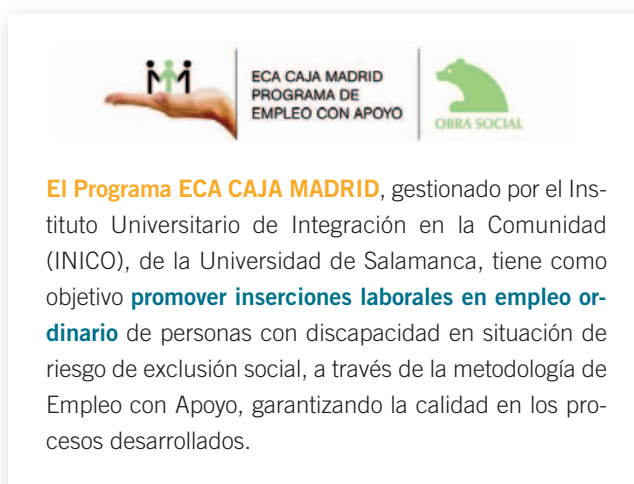 ECA CAJA MADRID
PROGRAMA DE
EMPLEO CON APOYO
OBRA SOCIAL
El Programa ECA CAJA MADRID, gestionado por el Ins-
tituto Universitario de Integración en la Comunidad
(INICO), de la Universidad de Salamanca, tiene como
objetivo promover inserciones laborales en empleo or-
dinario de personas con discapacidad en situación de
riesgo de exclusión social, a través de la metodología de
Empleo con Apoyo, garantizando la calidad en los pro-
cesos desarrollados.